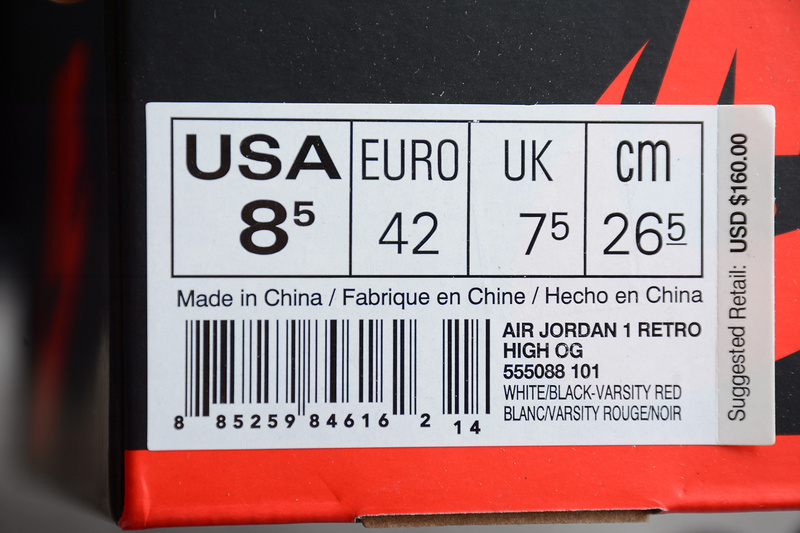 USA EURO UK cm
8⁵ 42 7⁵ 26⁵
Made in China / Fabrique en Chine / Hecho en China
AIR JORDAN 1 RETRO
HIGH OG
555088 101
WHITE/BLACK-VARSITY RED
BLANC/VARSITY ROUGE/NOIR
8 85259 84616 2 14
Suggested Retail: USD $160.00